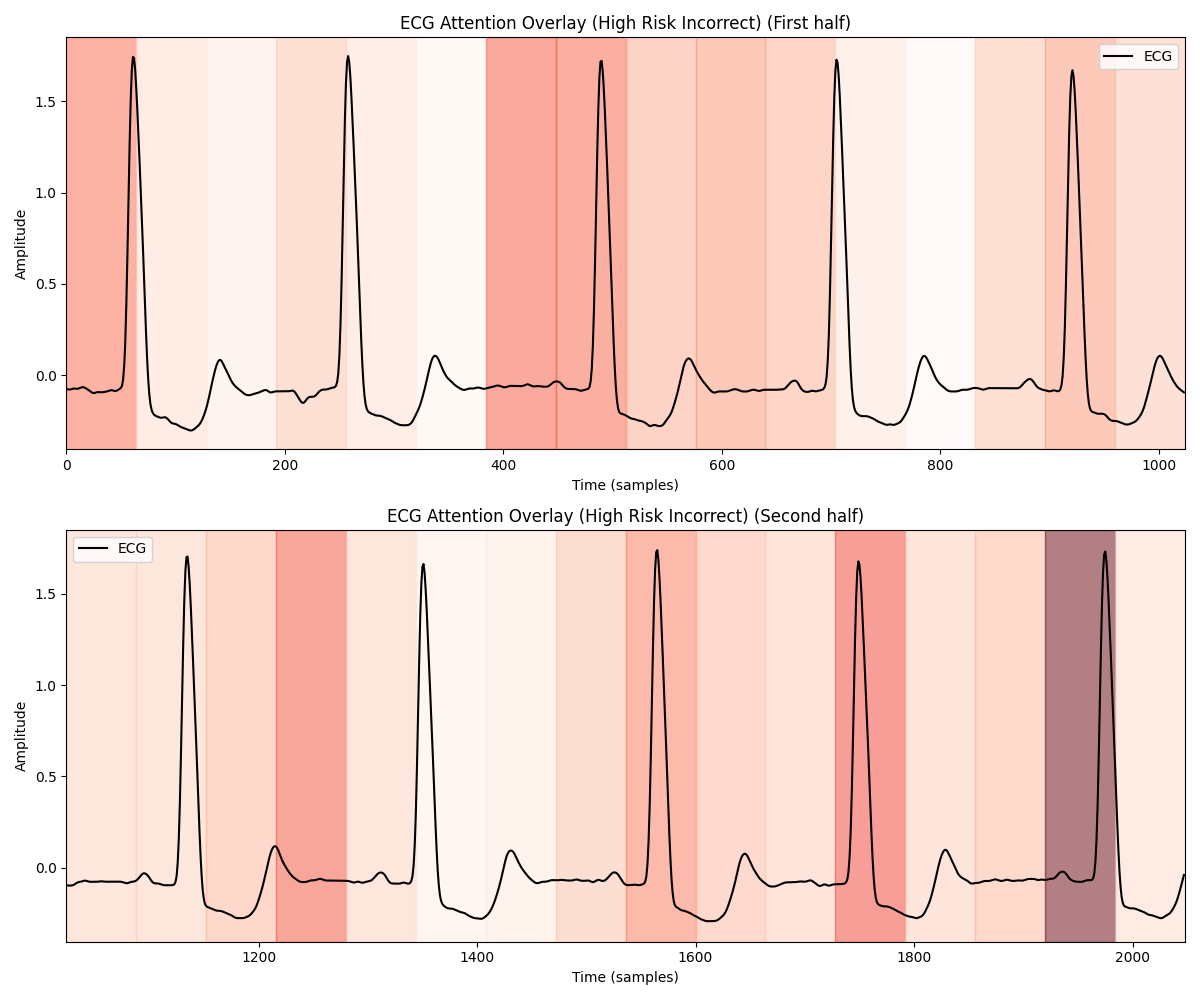 ECG Attention Overlay (High Risk Incorrect) (First half)
ECG
1.5
1.0
0.5
0.0
Amplitude
0 200 400 600 800 1000
Time (samples)
ECG Attention Overlay (High Risk Incorrect) (Second half)
ECG
1.5
1.0
0.5
0.0
Amplitude
1200 1400 1600 1800 2000
Time (samples)